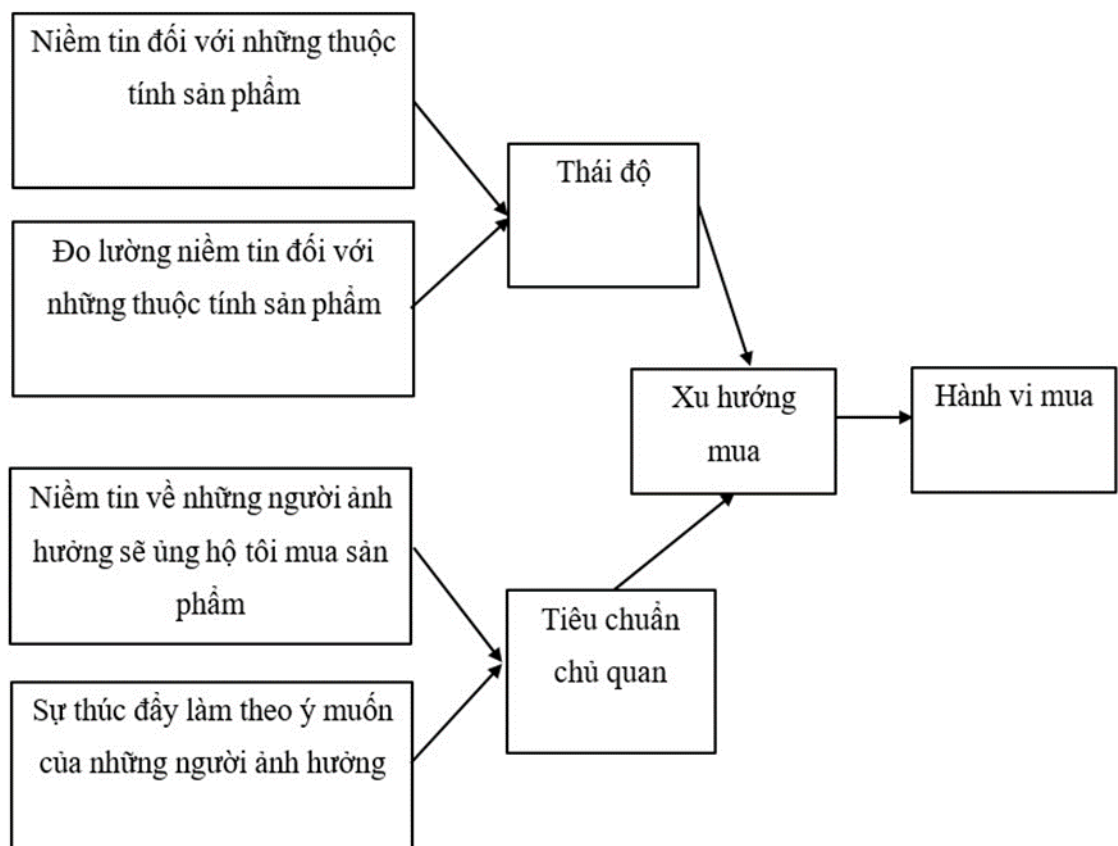 Niềm tin đối với những thuộc
tính sản phẩm
Đo lường niềm tin đối với
những thuộc tính sản phẩm
Thái độ
Xu hướng
mua
Hành vi mua
Niềm tin về những người ảnh
hưởng sẽ ủng hộ tôi mua sản
phẩm
Sự thúc đẩy làm theo ý muốn
của những người ảnh hưởng
Tiêu chuẩn
chủ quan